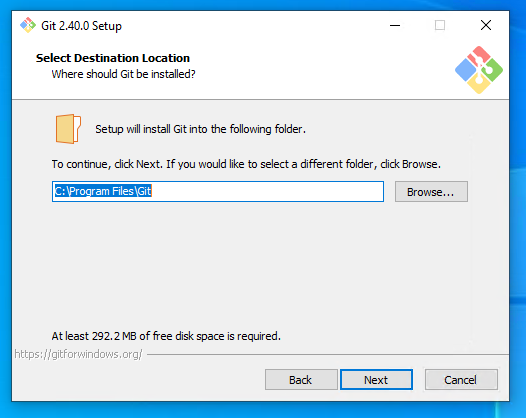 Git 2.40.0 Setup
Select Destination Location
Where should Git be installed?
Setup will install Git into the following folder.
To continue, click Next. If you would like to select a different folder, click Browse.
C:\Program Files\Git
Browse...
At least 292.2 MB of free disk space is required.
https://gitforwindows.org/
Back
Next
Cancel